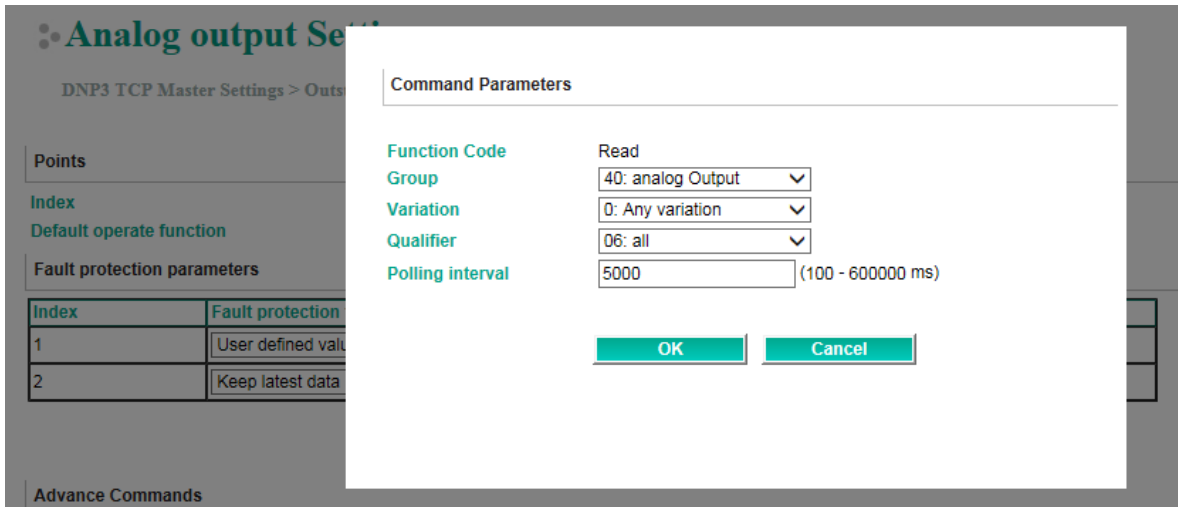 Analog output Se
DNP3 TCP Master Settings > Outs
Points
Index
Default operate function
Fault protection parameters
Index Fault protection
1 User defined valu
2 Keep latest data
Advance Commands
Command Parameters
Function Code Read
Group 40: analog Output
Variation 0: Any variation
Qualifier 06: all
Polling interval 5000 (100 - 600000 ms)
OK Cancel